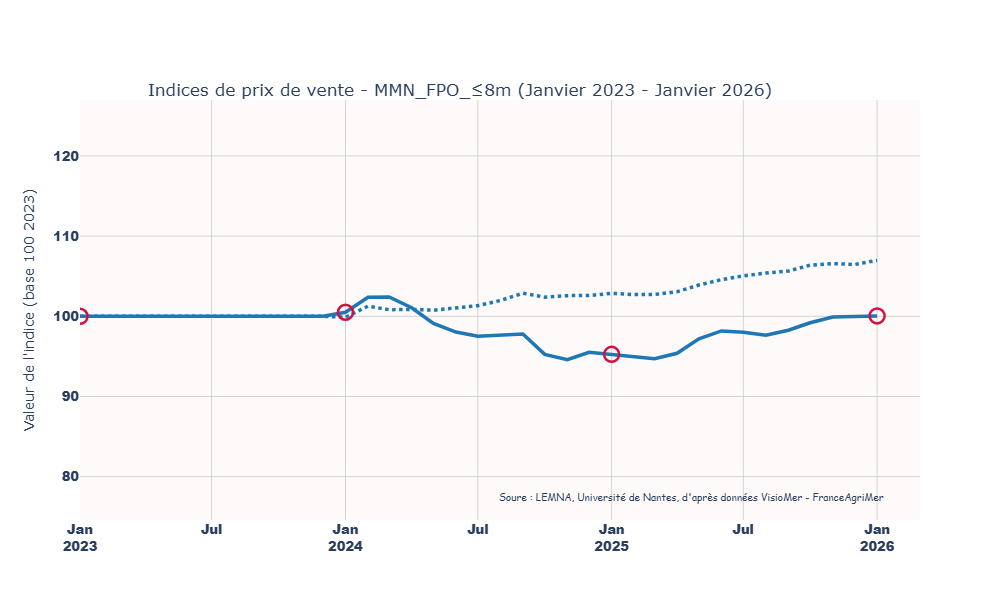 Indices de prix de vente - MMN_FPO_≤8m (Janvier 2023 - Janvier 2026)
Valeur de l'indice (base 100 2023)
120
110
100
90
80
Soure : LEMNA, Université de Nantes, d'après données VisioMer - FranceAgriMer
Jan
2023
Jul
Jan
2024
Jul
Jan
2025
Jul
Jan
2026